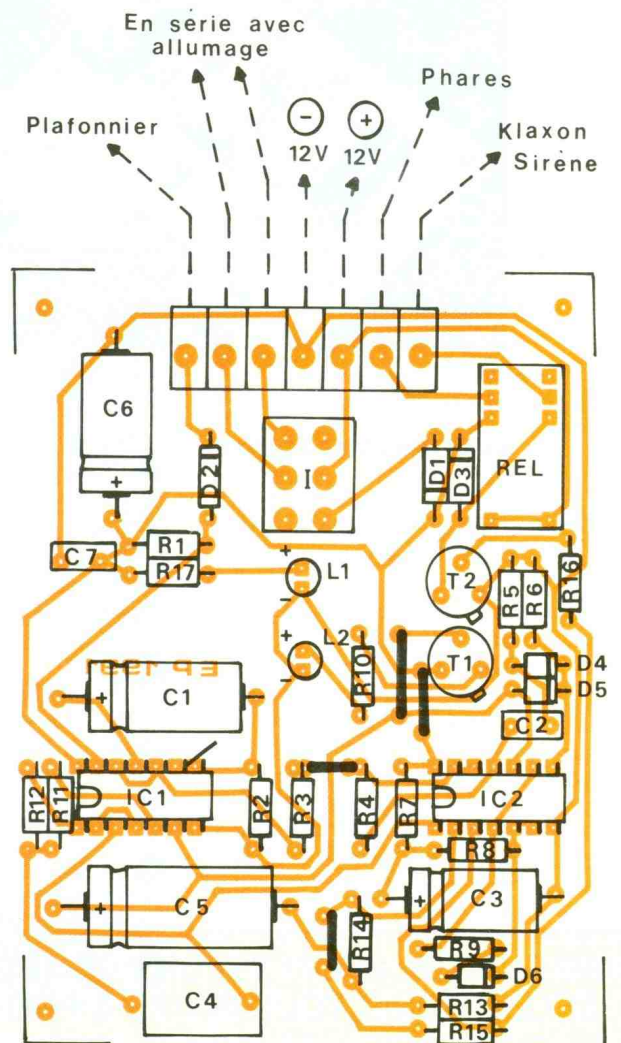 En série avec
allumage
Phares
Plafonnier
- +
12V 12V
Klaxon
Sirène
C6
+
D2
I
D1
D3
REL
C7
R1
R17
+
L1
-
T2
R5
R6
R16
+
L2
-
R10
T1
D4
D5
EP 199
C1
+
C2
R12
R11
IC1
R2
R3
R4
R7
IC2
R8
+
C5
+
C3
R14
R9
D6
C4
R13
R15